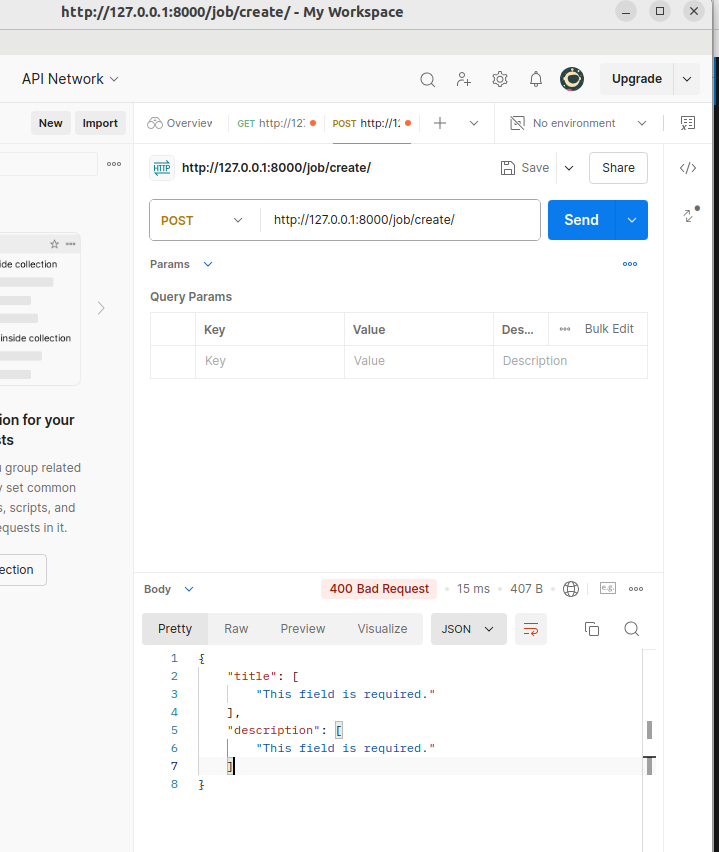 http://127.0.0.1:8000/job/create/ - My Workspace
API Network
Upgrade
New
Import
Overview
GET http://127
POST http://12
No environment
HTTP
http://127.0.0.1:8000/job/create/
Save
Share
POST
http://127.0.0.1:8000/job/create/
Send
Params
Query Params
Key
Value
Des...
Bulk Edit
Key
Value
Description
ide collection
inside collection
ion for your
sts
u group related
y set common
s, scripts, and
equests in it.
ection
Body
400 Bad Request
15 ms
407 B
e.g
Pretty
Raw
Preview
Visualize
JSON
1 {
2 "title": [
3 "This field is required."
4 ],
5 "description": [
6 "This field is required."
7 ]
8 }